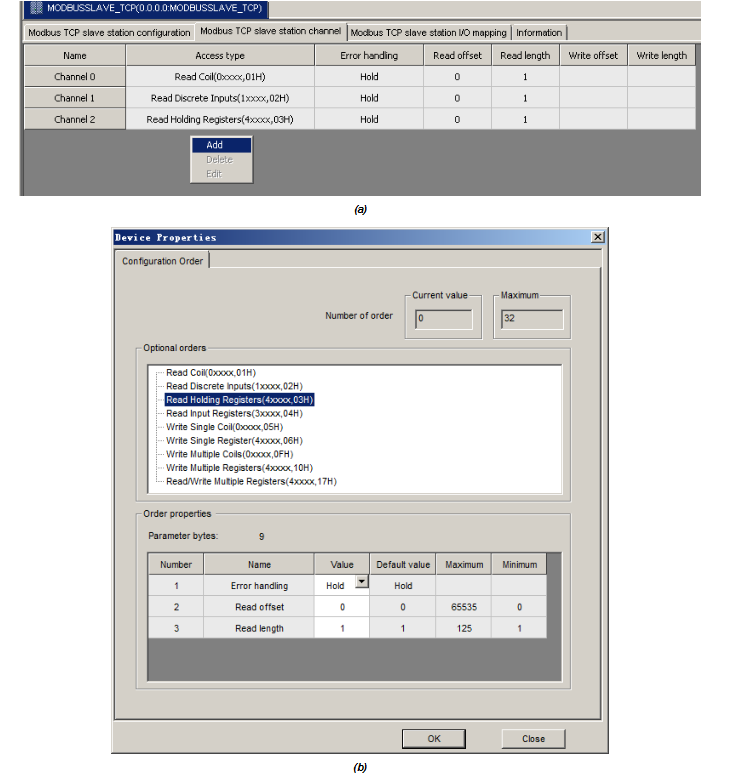 MODBUSSLAVE_TCP(0.0.0.0:MODBUSSLAVE_TCP)
Modbus TCP slave station configuration Modbus TCP slave station channel Modbus TCP slave station I/O mapping Information
Name Access type Error handling Read offset Read length Write offset Write length
Channel 0 Read Coil(0xxxx,01H) Hold 0 1
Channel 1 Read Discrete Inputs(1xxxx,02H) Hold 0 1
Channel 2 Read Holding Registers(4xxxx,03H) Hold 0 1
Add
Delete
Edit
(a)
Device Properties
Configuration Order
Current value Maximum
Number of order 0 32
Optional orders
Read Coil(0xxxx,01H)
Read Discrete Inputs(1xxxx,02H)
Read Holding Registers(4xxxx,03H)
Read Input Registers(3xxxx,04H)
Write Single Coil(0xxxx,05H)
Write Single Register(4xxxx,06H)
Write Multiple Coils(0xxxx,0FH)
Write Multiple Registers(4xxxx,10H)
Read/Write Multiple Registers(4xxxx,17H)
Order properties
Parameter bytes: 9
Number Name Value Default value Maximum Minimum
1 Error handling Hold Hold
2 Read offset 0 0 65535 0
3 Read length 1 1 125 1
OK Close
(b)